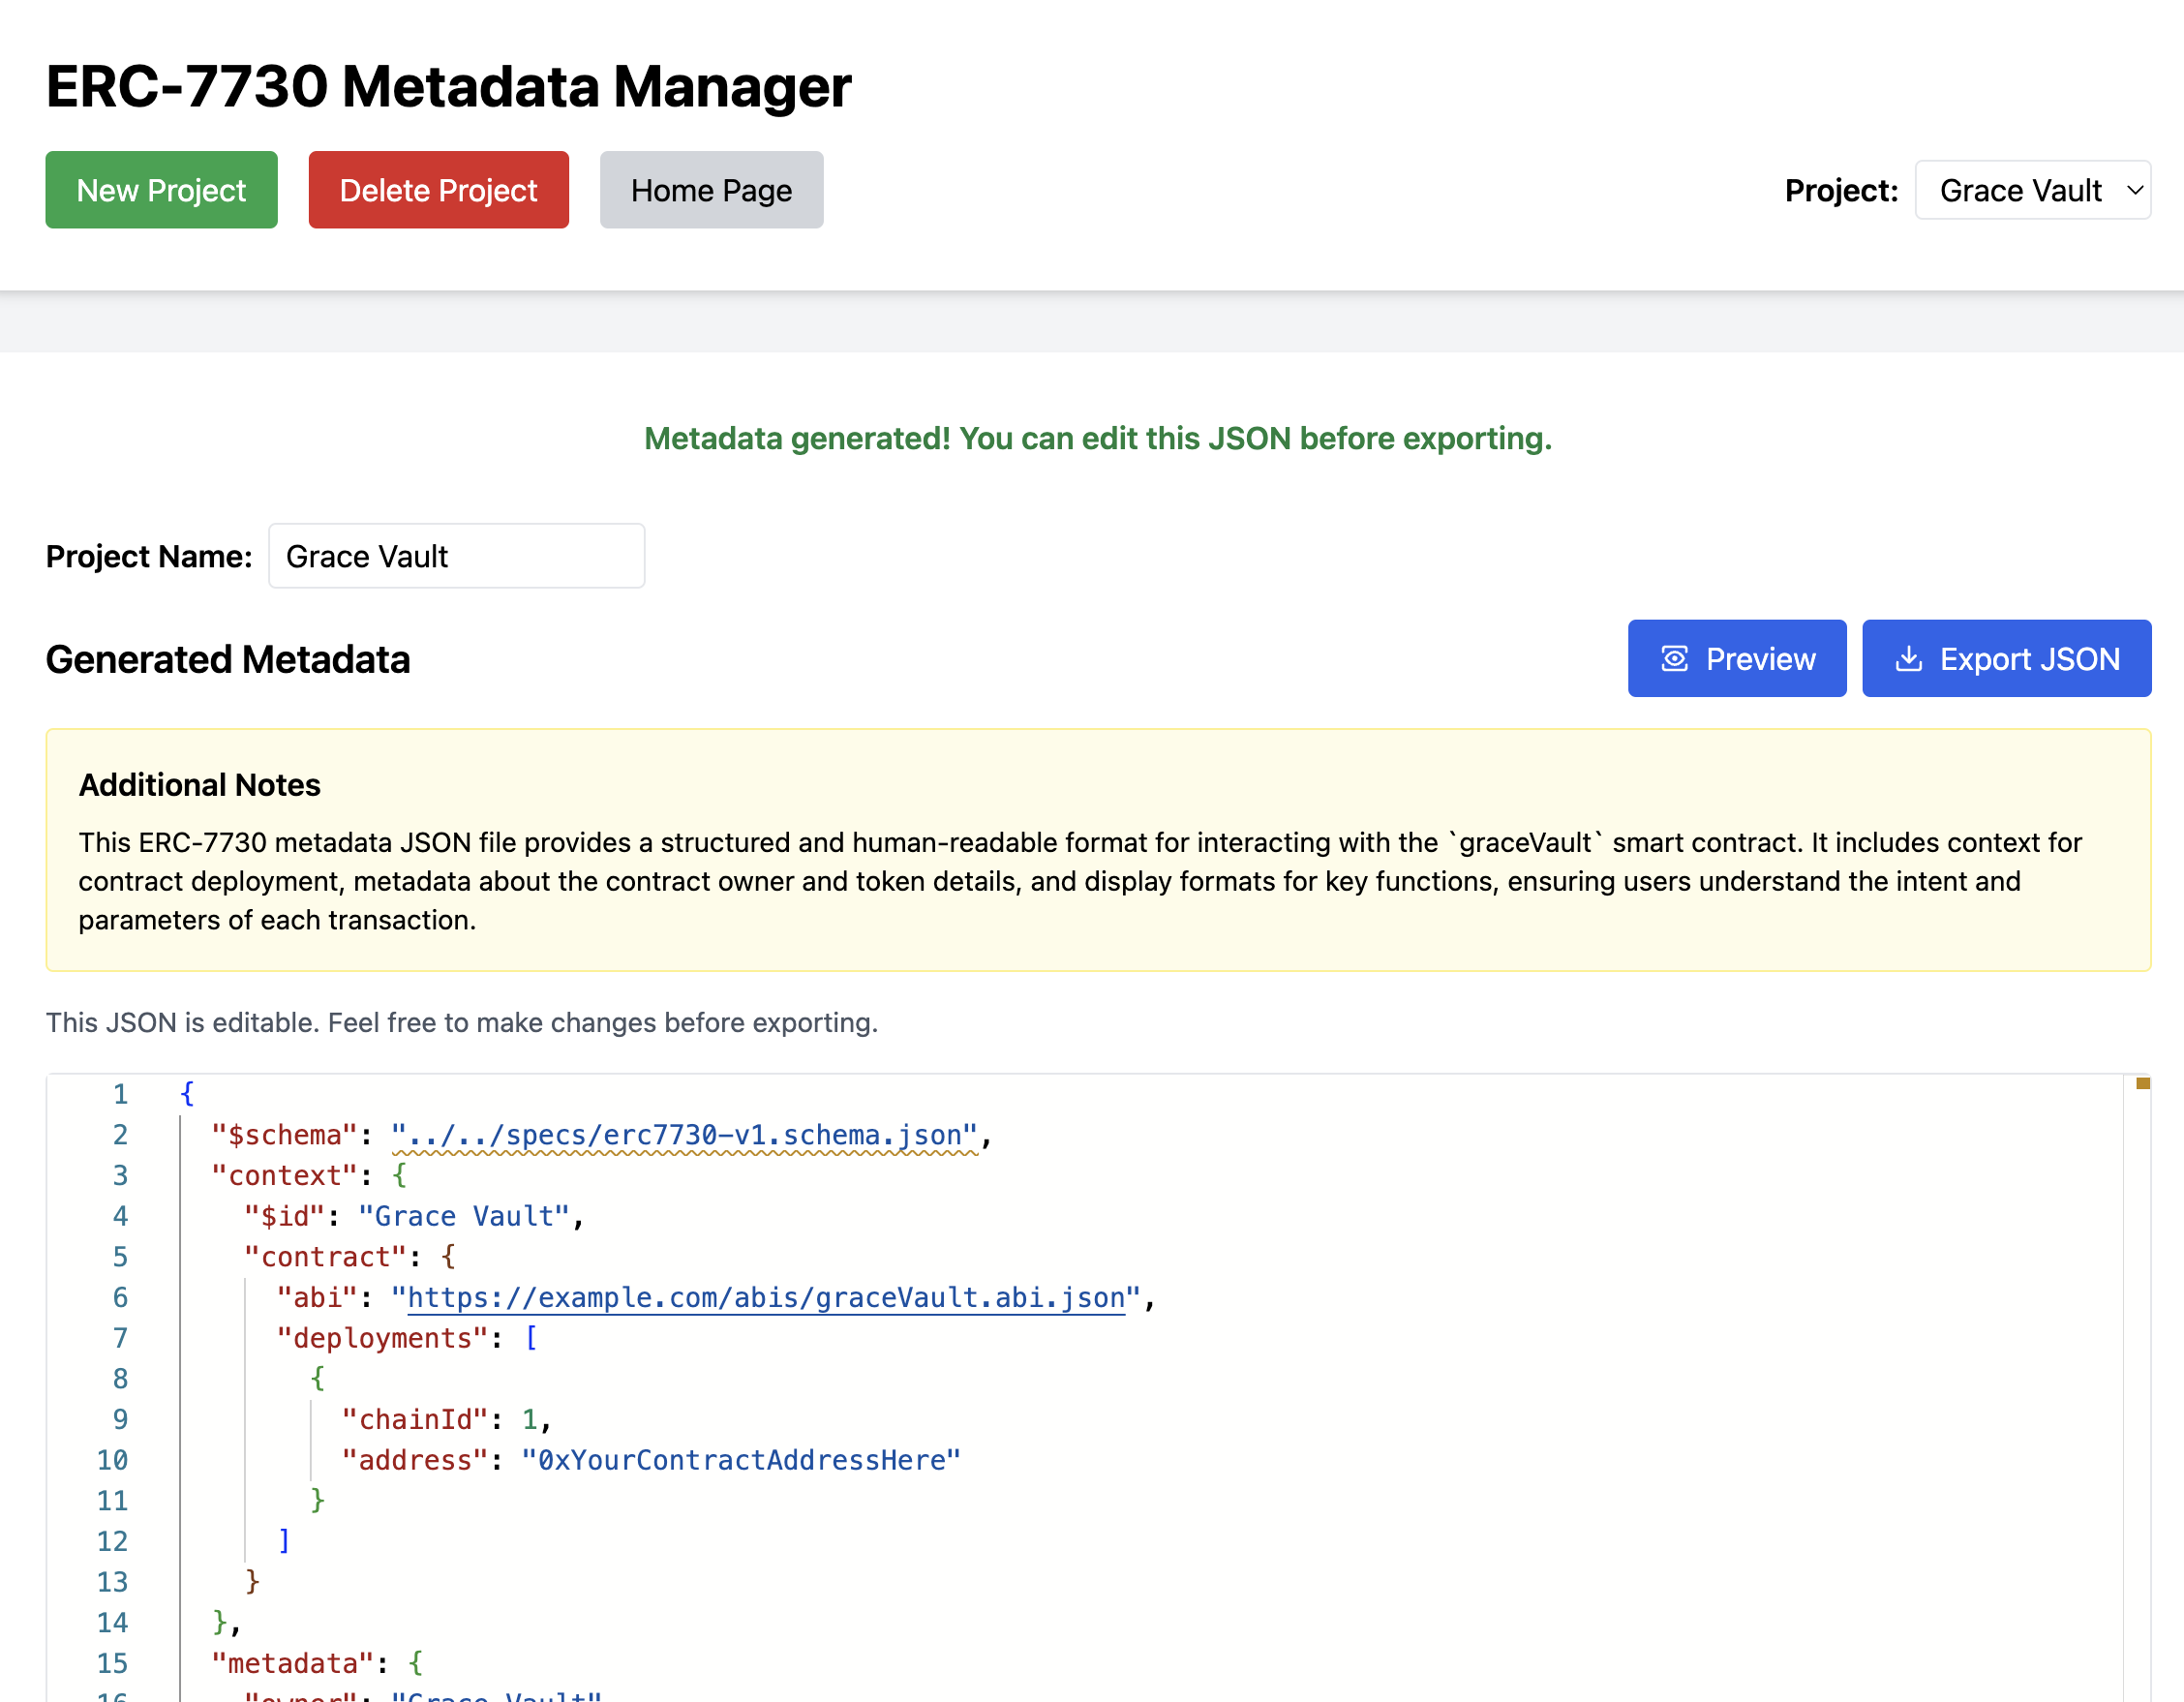 ERC-7730 Metadata Manager
New Project
Delete Project
Home Page
Project:
Grace Vault
Metadata generated! You can edit this JSON before exporting.
Project Name:
Grace Vault
Generated Metadata
Preview
Export JSON
Additional Notes
This ERC-7730 metadata JSON file provides a structured and human-readable format for interacting with the `graceVault` smart contract. It includes context for
contract deployment, metadata about the contract owner and token details, and display formats for key functions, ensuring users understand the intent and
parameters of each transaction.
This JSON is editable. Feel free to make changes before exporting.
1 {
2 "$schema": "../../specs/erc7730-v1.schema.json",
3 "context": {
4 "$id": "Grace Vault",
5 "contract": {
6 "abi": "https://example.com/abis/graceVault.abi.json",
7 "deployments": [
8 {
9 "chainId": 1,
10 "address": "0xYourContractAddressHere"
11 }
12 ]
13 }
14 },
15 "metadata": {
16 "owner": "Grace Vault"